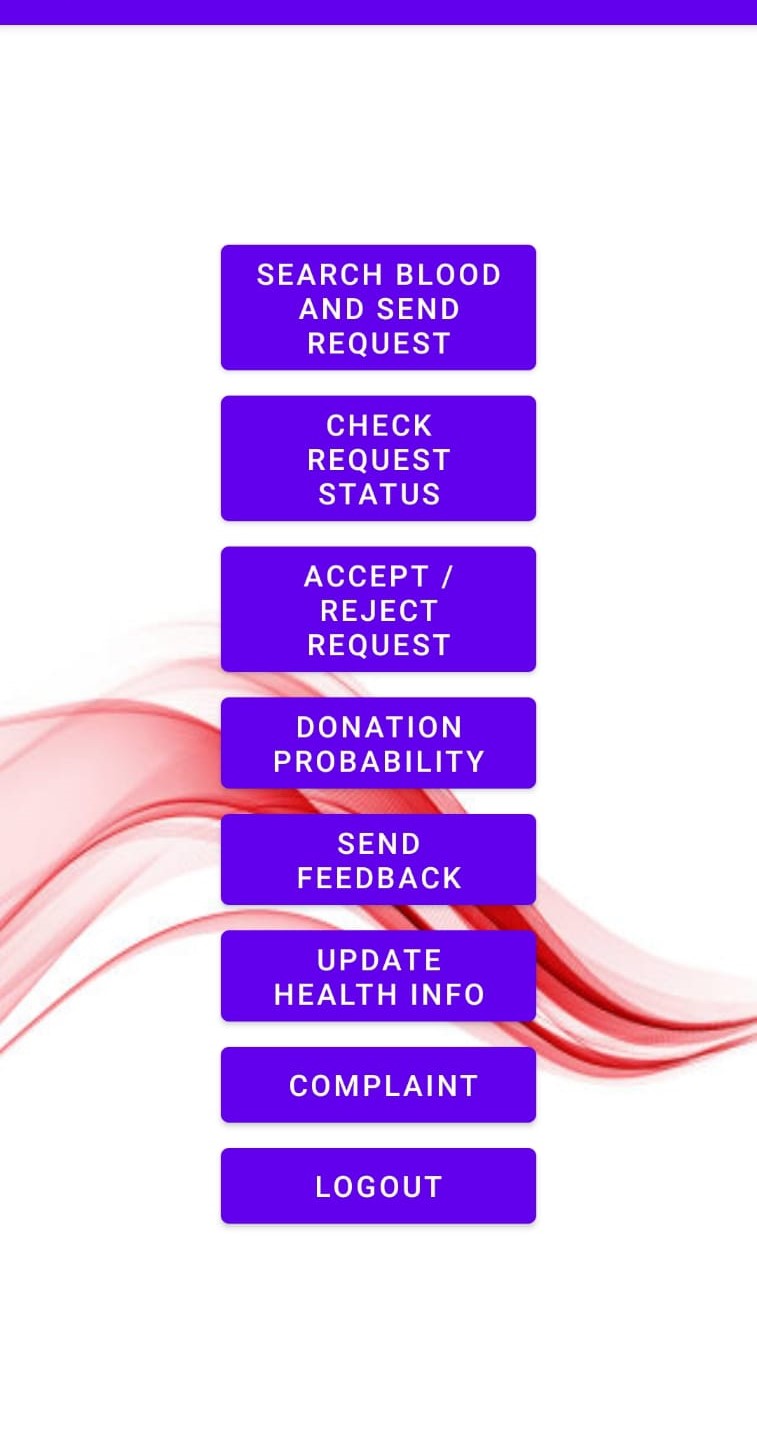 SEARCH BLOOD
AND SEND
REQUEST
CHECK
REQUEST
STATUS
ACCEPT /
REJECT
REQUEST
DONATION
PROBABILITY
SEND
FEEDBACK
UPDATE
HEALTH INFO
COMPLAINT
LOGOUT